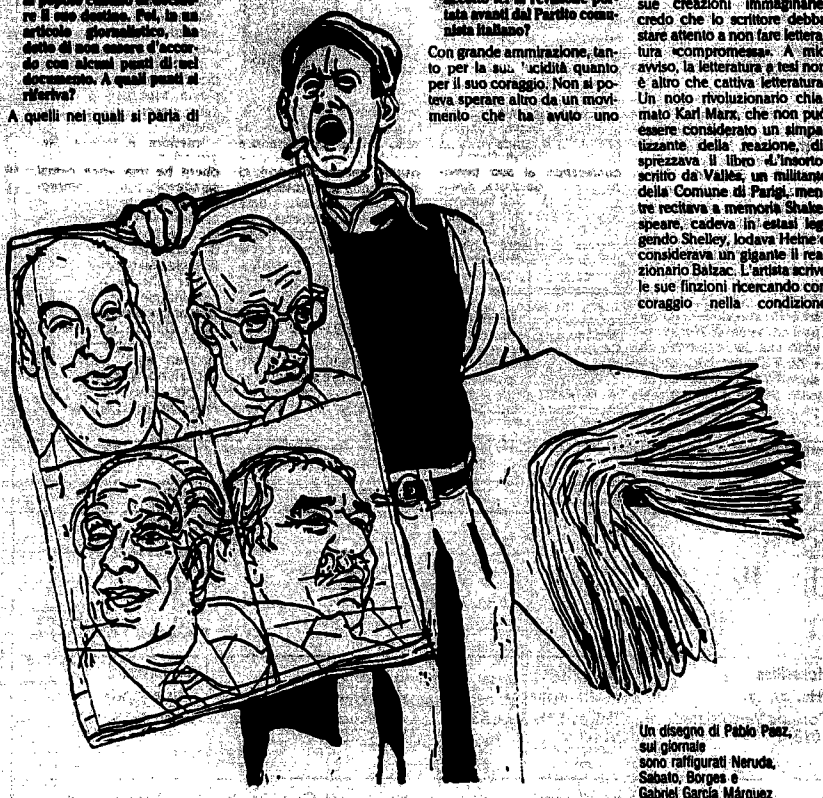 re il suo destino. Poi, in un
articolo giornalistico, ha
detto di non essere d'accor-
do con alcuni punti di quel
documento. A quali punti si
riferiva?
A quelli nei quali si parla di
tata avanti dal Partito comu-
nista italiano?
Con grande ammirazione, tan-
to per la sua lucidità quanto
per il suo coraggio. Non si po-
teva sperare altro da un movi-
mento che ha avuto uno
sue creazioni immaginarie,
credo che lo scrittore debba
stare attento a non fare lettera-
tura «compromessa». A mio
avviso, la letteratura a tesi non
è altro che cattiva letteratura.
Un noto rivoluzionario chia-
mato Karl Marx, che non può
essere considerato un simpa-
tizzante della reazione, di-
sprezzava il libro «L'insorto»
scritto da Vallès, un militante
della Comune di Parigi, men-
tre recitava a memoria Shake-
speare, cadeva in estasi leg-
gendo Shelley, lodava Heine e
considerava un gigante il rea-
zionario Balzac. L'artista scrive
le sue finzioni ricercando con
coraggio nella condizione
Un disegno di Pablo Paez,
sul giornale
sono raffigurati Neruda,
Sabato, Borges e
Gabriel García Márquez